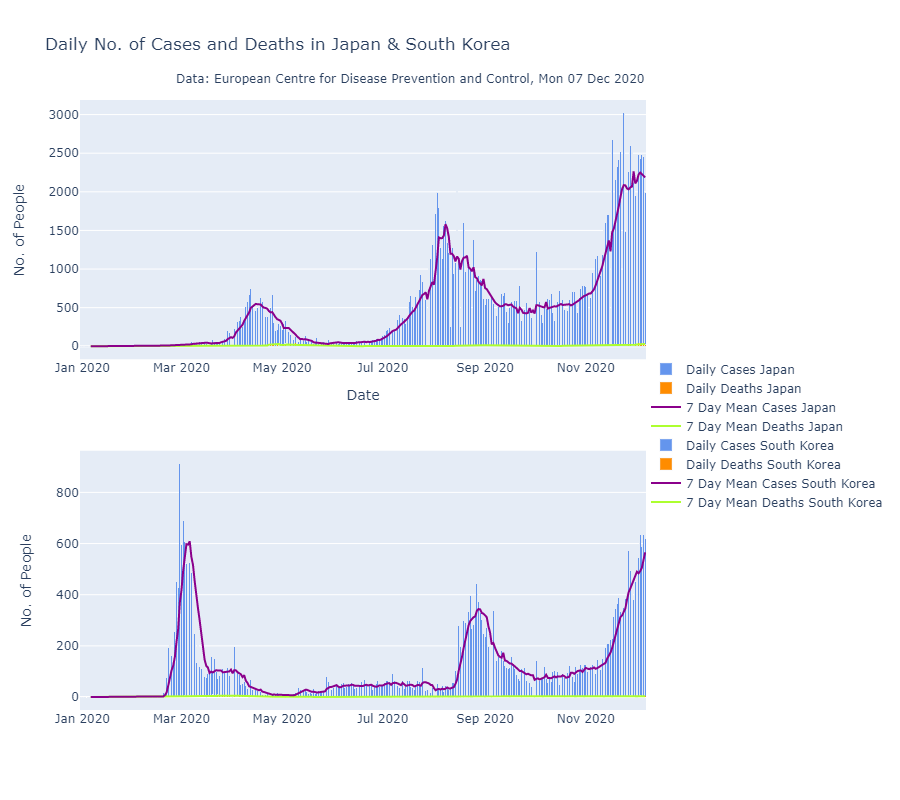 Daily No. of Cases and Deaths in Japan & South Korea
Data: European Centre for Disease Prevention and Control, Mon 07 Dec 2020
No. of People
3000
2500
2000
1500
1000
500
0
Jan 2020 Mar 2020 May 2020 Jul 2020 Sep 2020 Nov 2020
Date
Daily Cases Japan
Daily Deaths Japan
7 Day Mean Cases Japan
7 Day Mean Deaths Japan
Daily Cases South Korea
Daily Deaths South Korea
7 Day Mean Cases South Korea
7 Day Mean Deaths South Korea
No. of People
800
600
400
200
0
Jan 2020 Mar 2020 May 2020 Jul 2020 Sep 2020 Nov 2020